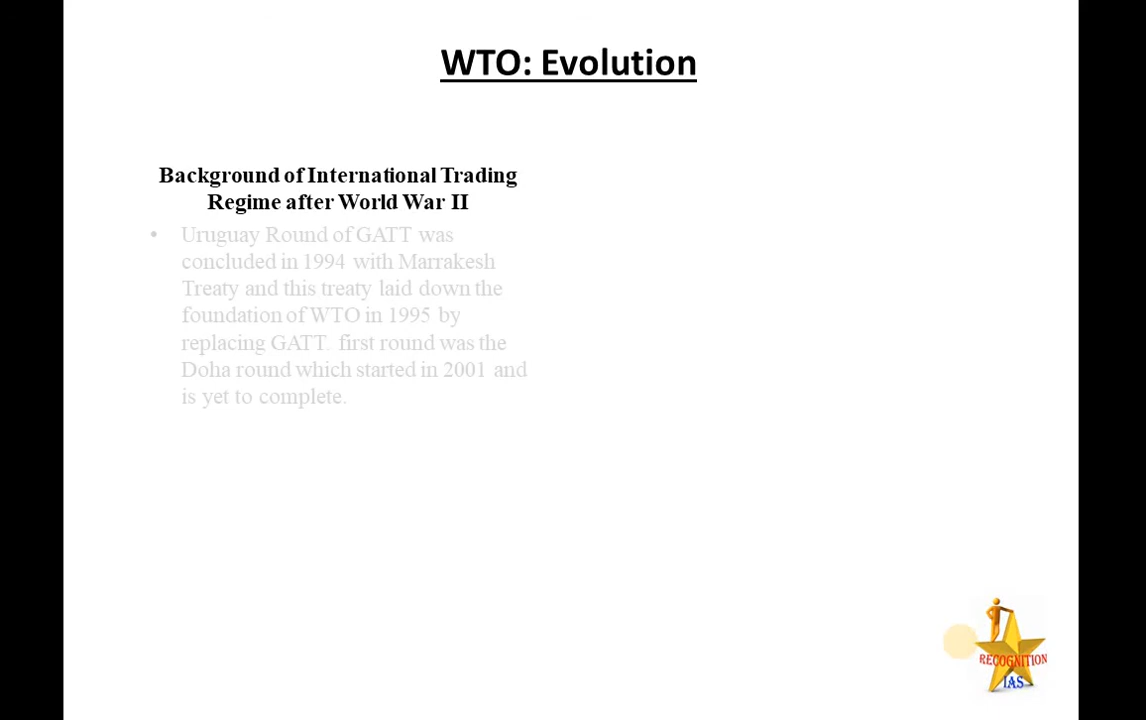 WTO: Evolution
Background of International Trading
Regime after World War II
• Uruguay Round of GATT was
concluded in 1994 with Marrakesh
Treaty and this treaty laid down the
foundation of WTO in 1995 by
replacing GATT. first round was the
Doha round which started in 2001 and
is yet to complete.
RECOGNITION
IAS